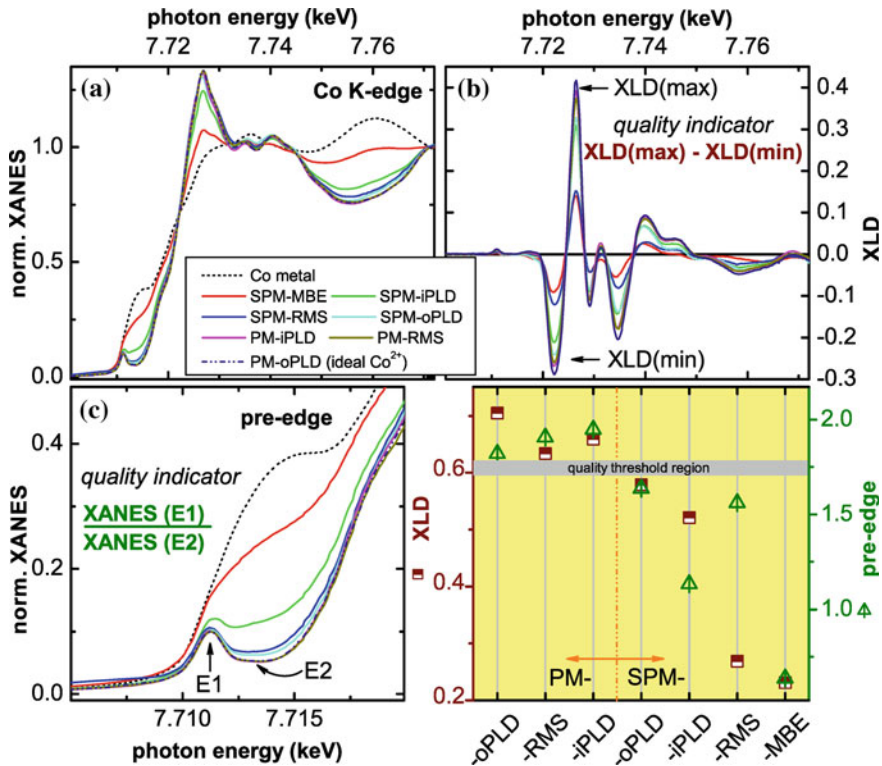 photon energy (keV)
7.72 7.74 7.76
(a)
Co K-edge
norm. XANES
1.0
0.5
0.0
Co metal
SPM-MBE
SPM-iPLD
SPM-RMS
SPM-oPLD
PM-iPLD
PM-RMS
PM-oPLD (ideal Co²⁺)
photon energy (keV)
7.72 7.74 7.76
(b)
XLD(max)
quality indicator
XLD(max) - XLD(min)
XLD(min)
0.4
0.3
0.2
0.1
0.0
-0.1
-0.2
-0.3
XLD
(c)
pre-edge
quality indicator
XANES (E1)
XANES (E2)
norm. XANES
0.4
0.2
0.0
E1
E2
7.710 7.715
photon energy (keV)
XLD
0.6
0.4
0.2
quality threshold region
PM-
SPM-
2.0
1.5
1.0
pre-edge
-oPLD
-RMS
-iPLD
-oPLD
-iPLD
-RMS
-MBE